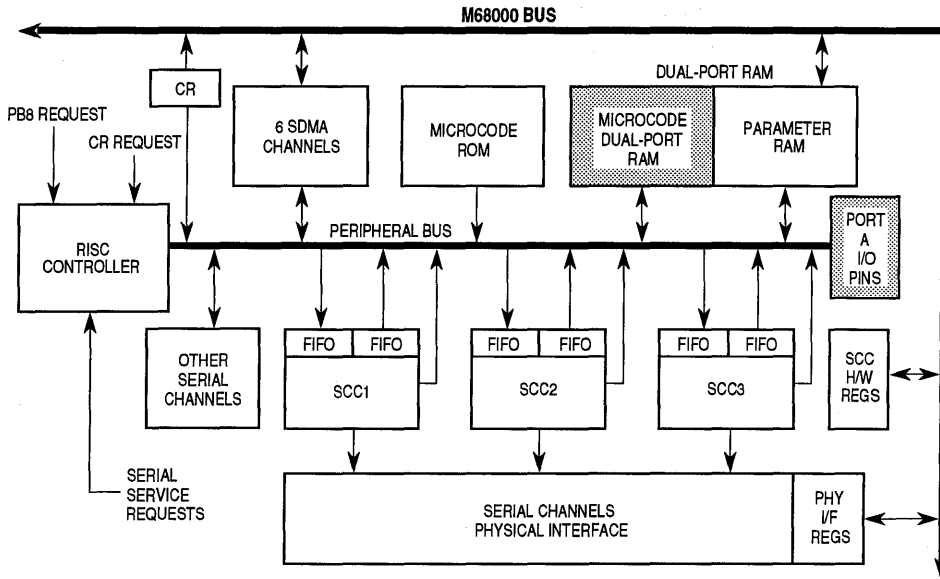 M68000 BUS
CR
DUAL-PORT RAM
PB8 REQUEST
CR REQUEST
6 SDMA
CHANNELS
MICROCODE
ROM
MICROCODE
DUAL-PORT
RAM
PARAMETER
RAM
RISC
CONTROLLER
PERIPHERAL BUS
PORT
A
I/O
PINS
OTHER
SERIAL
CHANNELS
FIFO
FIFO
SCC1
FIFO
FIFO
SCC2
FIFO
FIFO
SCC3
SCC
H/W
REGS
SERIAL
SERVICE
REQUESTS
SERIAL CHANNELS
PHYSICAL INTERFACE
PHY
I/F
REGS